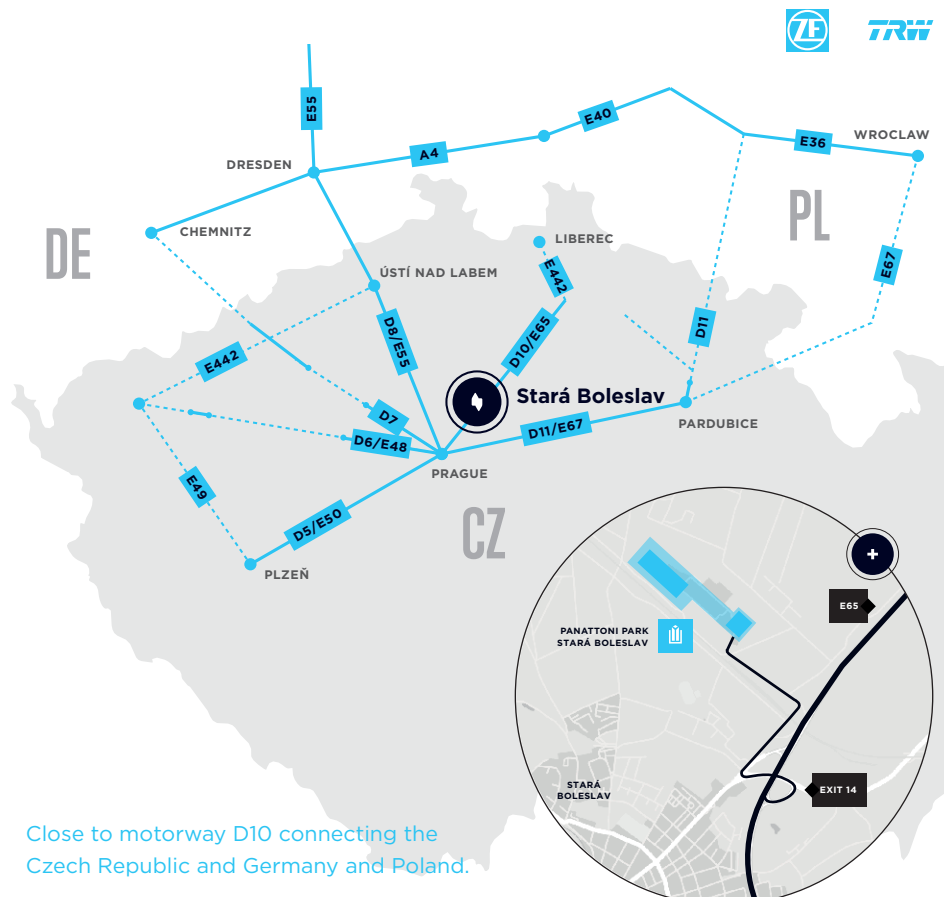 ZF
TRW
E55
E40
E36
WROCLAW
A4
DRESDEN
PL
CHEMNITZ
DE
LIBEREC
E67
ÚSTÍ NAD LABEM
E442
D11
D8/E55
D10/E65
E442
Stará Boleslav
D7
PARDUBICE
D11/E67
D6/E48
PRAGUE
E49
D5/E50
CZ
PLZEŇ
+
E65
PANATTONI PARK
STARÁ BOLESLAV
EXIT 14
STARÁ
BOLESLAV
Close to motorway D10 connecting the
Czech Republic and Germany and Poland.